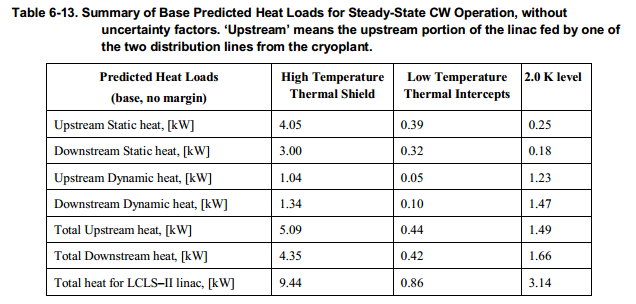 Table 6-13. Summary of Base Predicted Heat Loads for Steady-State CW Operation, without
uncertainty factors. ‘Upstream’ means the upstream portion of the linac fed by one of
the two distribution lines from the cryoplant.
Predicted Heat Loads
(base, no margin)
High Temperature
Thermal Shield
Low Temperature
Thermal Intercepts
2.0 K level
Upstream Static heat, [kW] 4.05 0.39 0.25
Downstream Static heat, [kW] 3.00 0.32 0.18
Upstream Dynamic heat, [kW] 1.04 0.05 1.23
Downstream Dynamic heat, [kW] 1.34 0.10 1.47
Total Upstream heat, [kW] 5.09 0.44 1.49
Total Downstream heat, [kW] 4.35 0.42 1.66
Total heat for LCLS–II linac, [kW] 9.44 0.86 3.14